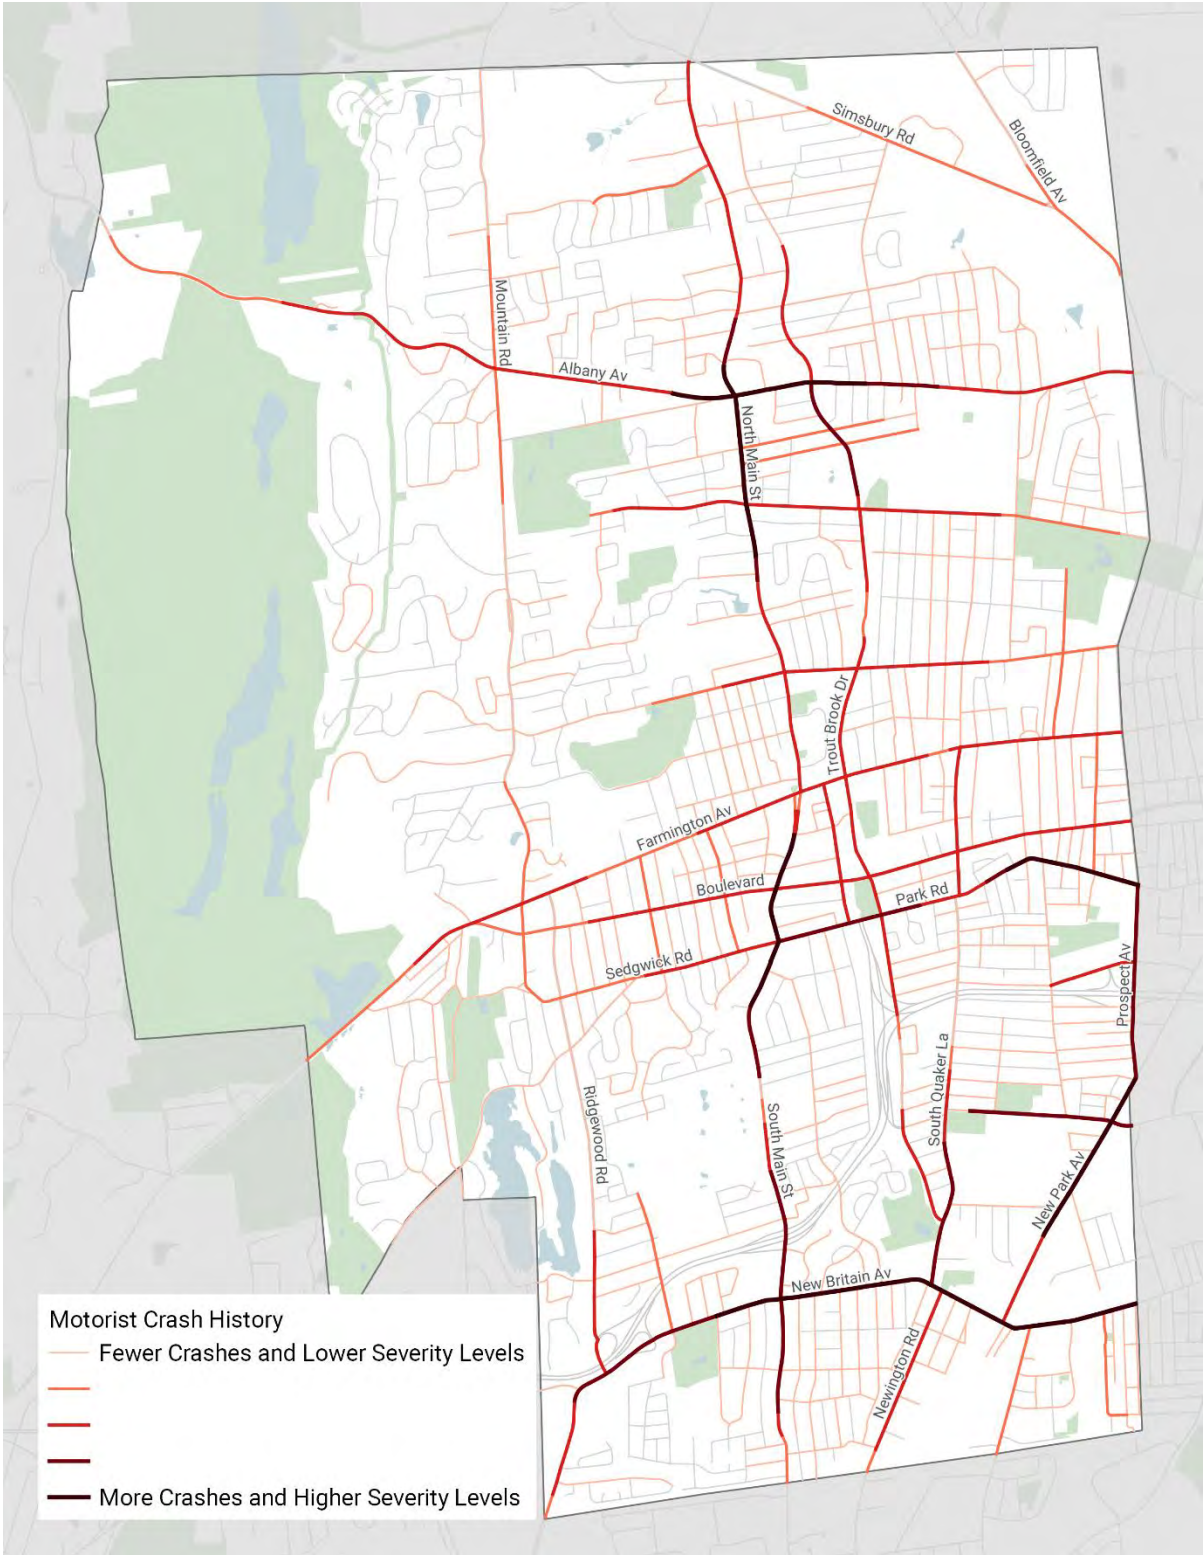 Simsbury Rd
Bloomfield Av
Mountain Rd
Albany Av
North Main St
Trout Brook Dr
Farmington Av
Boulevard
Park Rd
Sedgwick Rd
Prospect Av
South Quaker La
Ridgewood Rd
South Main St
New Park Av
New Britain Av
Newington Rd
Motorist Crash History
Fewer Crashes and Lower Severity Levels
More Crashes and Higher Severity Levels